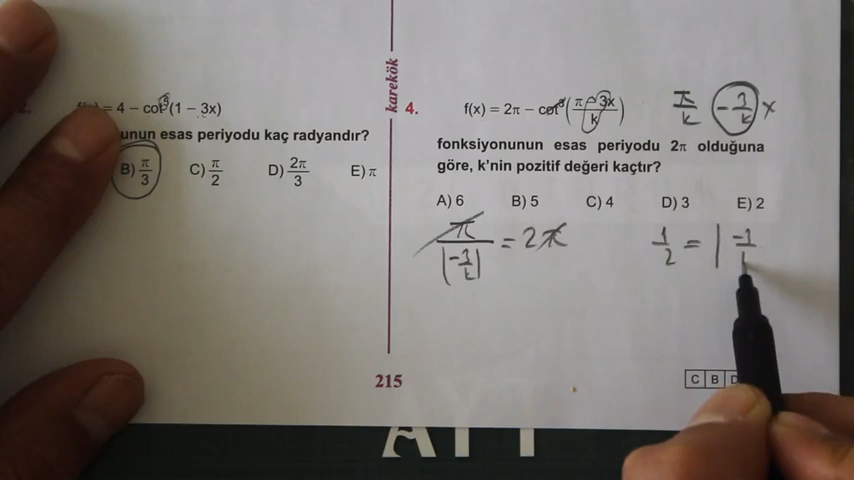 = 4 − cot³(1 − 3x)
unun esas periyodu kaç radyandır?
B) π/3 C) π/2 D) 2π/3 E) π
karekök
4. f(x) = 2π − cot³((π − 3x)/k) π/k −3/k x
fonksiyonunun esas periyodu 2π olduğuna
göre, k'nin pozitif değeri kaçtır?
A) 6 B) 5 C) 4 D) 3 E) 2
π/|−3/k| = 2π 1/2 = |−3
215
C B D
AYT